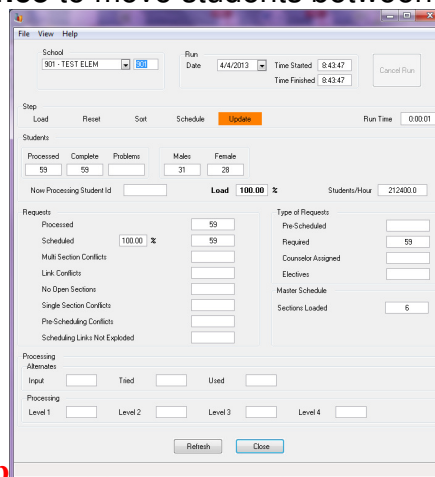 to move students between
File View Help
School Run
901 - TEST ELEM 901 Date 4/4/2013 Time Started 8:43:47 Cancel Run
Time Finished 8:43:47
Step
Load Reset Sort Schedule Update Run Time 0:00:01
Students
Processed Complete Problems Males Female
59 59 31 28
Now Processing Student Id Load 100.00 % Students/Hour 212400.0
Requests Type of Requests
Processed 59 Pre-Scheduled
Scheduled 100.00 % 59 Required 59
Multi Section Conflicts Counselor Assigned
Link Conflicts Electives
No Open Sections Master Schedule
Single Section Conflicts Sections Loaded 6
Pre-Scheduling Conflicts
Scheduling Links Not Exploded
Processing
Alternates
Input Tried Used
Processing
Level 1 Level 2 Level 3 Level 4
Refresh Close